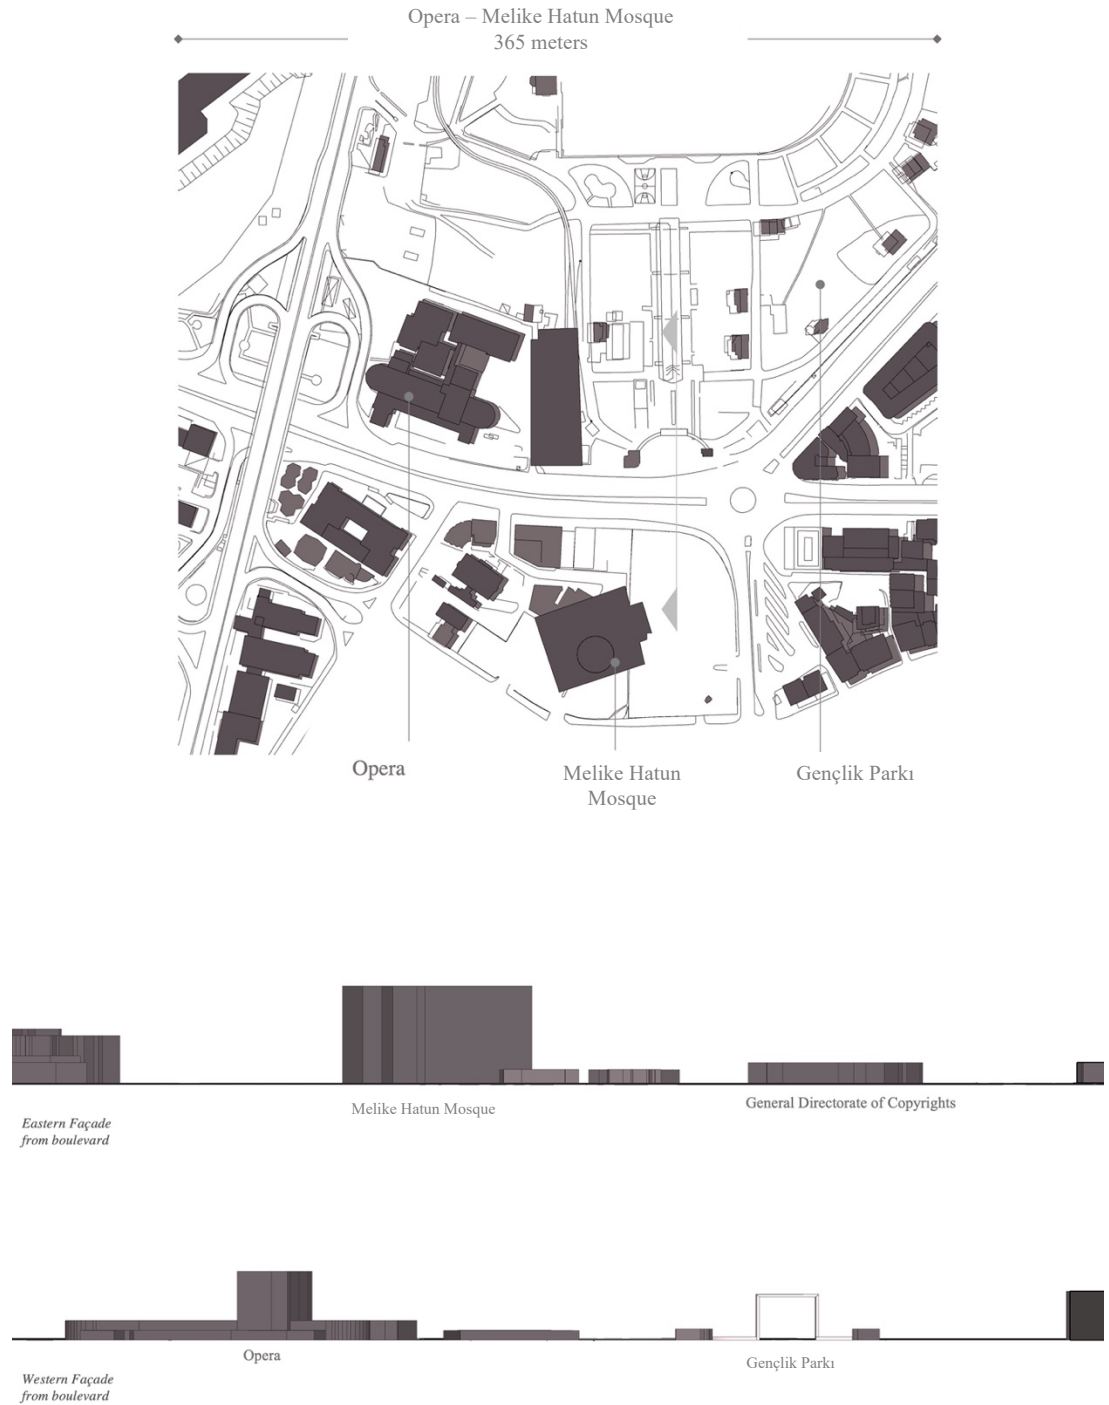 Opera – Melike Hatun Mosque
365 meters
Opera
Melike Hatun
Mosque
Gençlik Parkı
Melike Hatun Mosque
General Directorate of Copyrights
Eastern Façade
from boulevard
Opera
Gençlik Parkı
Western Façade
from boulevard